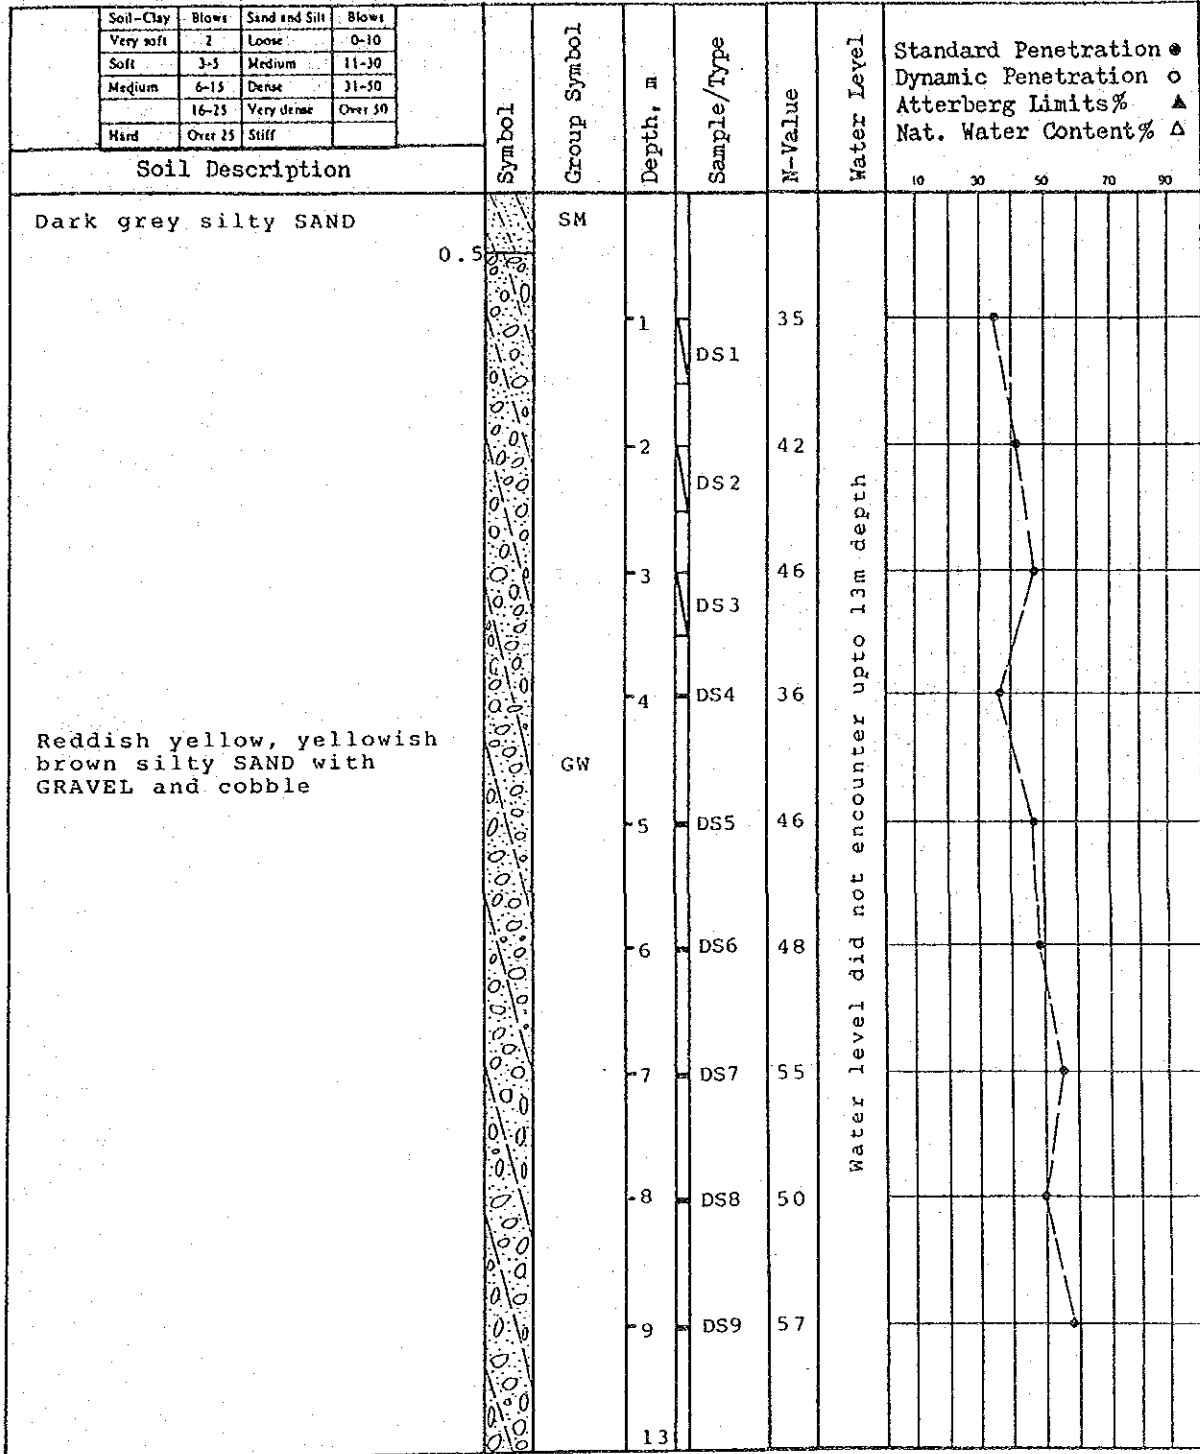 Soil-Clay Blows Sand and Silt Blows
Very soft 2 Loose 0-10
Soft 3-5 Medium 11-30
Medium 6-15 Dense 31-50
16-25 Very dense Over 50
Hard Over 25 Stiff
Soil Description
Symbol
Group Symbol
Depth, m
Sample/Type
N-Value
Water Level
Standard Penetration ●
Dynamic Penetration ○
Atterberg Limits% ▲
Nat. Water Content% △
10 30 50 70 90
Dark grey silty SAND
SM
0.5
1 DS1 35
2 DS2 42
3 DS3 46
4 DS4 36
Reddish yellow, yellowish
brown silty SAND with
GRAVEL and cobble
GW
5 DS5 46
6 DS6 48
7 DS7 55
8 DS8 50
9 DS9 57
13
Water level did not encounter upto 13m depth